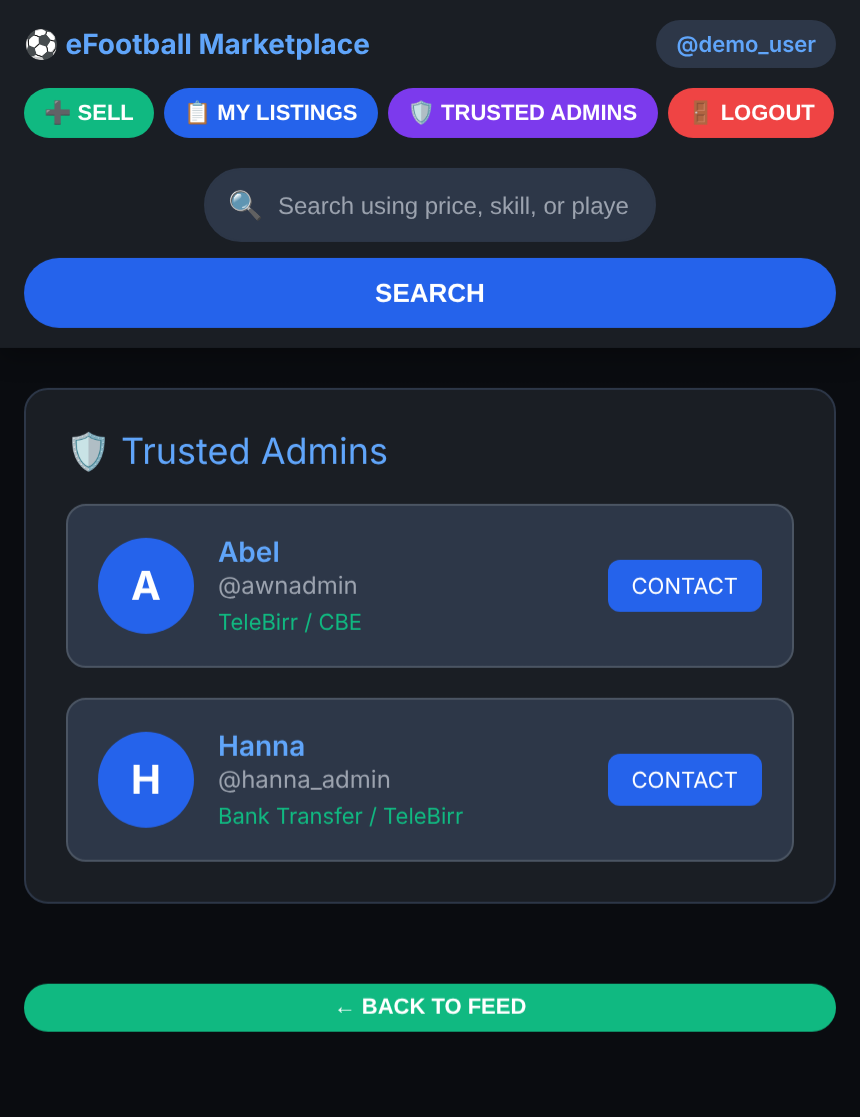 eFootball Marketplace
@demo_user
SELL
MY LISTINGS
TRUSTED ADMINS
LOGOUT
Search using price, skill, or playe
SEARCH
Trusted Admins
A
Abel
@awnadmin
TeleBirr / CBE
CONTACT
H
Hanna
@hanna_admin
Bank Transfer / TeleBirr
CONTACT
← BACK TO FEED